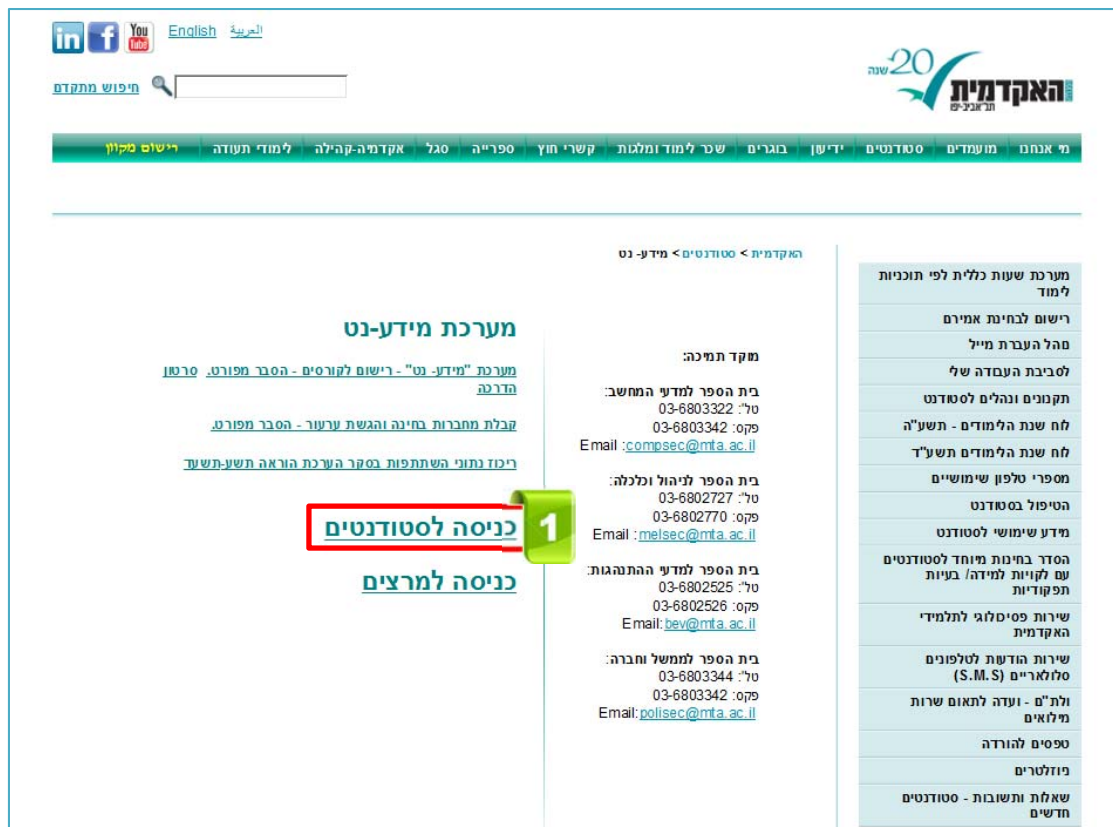 العربية English
You Tube
in f
חיפוש מתקדם
20 שנה
האקדמית
תל־אביב־יפו
מי אנחנו מועמדים סטודנטים ידיעון בוגרים שכר לימוד ומלגות קשרי חוץ ספרייה סגל אקדמיה-קהילה לימודי תעודה רישום מקוון
האקדמית > סטודנטים > מידע- נט
מערכת שעות כללית לפי תוכניות
לימוד
רישום לבחינת אמירם
נוהל העברת מייל
לסביבת העבודה שלי
תקנונים ונהלים לסטודנט
לוח שנת הלימודים - תשע"ה
לוח שנת הלימודים תשע"ד
מספרי טלפון שימושיים
הטיפול בסטודנט
מידע שימושי לסטודנט
הסדר בחינות מיוחד לסטודנטים
עם לקויות למידה/ בעיות
תפקודיות
שירות פסיכולוגי לתלמידי
האקדמית
שירות הודעות לטלפונים
סלולאריים (S.M.S)
ולת"ם - ועדה לתאום שרות
מילואים
טפסים להורדה
ניוזלטרים
שאלות ותשובות - סטודנטים
חדשים
מוקד תמיכה:
בית הספר למדעי המחשב:
טל': 03-6803322
פקס: 03-6803342
Email :compsec@mta.ac.il
בית הספר לניהול וכלכלה:
טל': 03-6802727
פקס: 03-6802770
Email : melsec@mta.ac.il
בית הספר למדעי ההתנהגות:
טל': 03-6802525
פקס: 03-6802526
Email: bev@mta.ac.il
בית הספר לממשל וחברה:
טל': 03-6803344
פקס: 03-6803342
Email: polisec@mta.ac.il
מערכת מידע-נט
מערכת "מידע- נט" - רישום לקורסים - הסבר מפורט. סרטון
הדרכה
קבלת מחברות בחינה והגשת ערעור - הסבר מפורט.
ריכוז נתוני השתתפות בסקר הערכת הוראה תשע-תשעד
1
כניסה לסטודנטים
כניסה למרצים